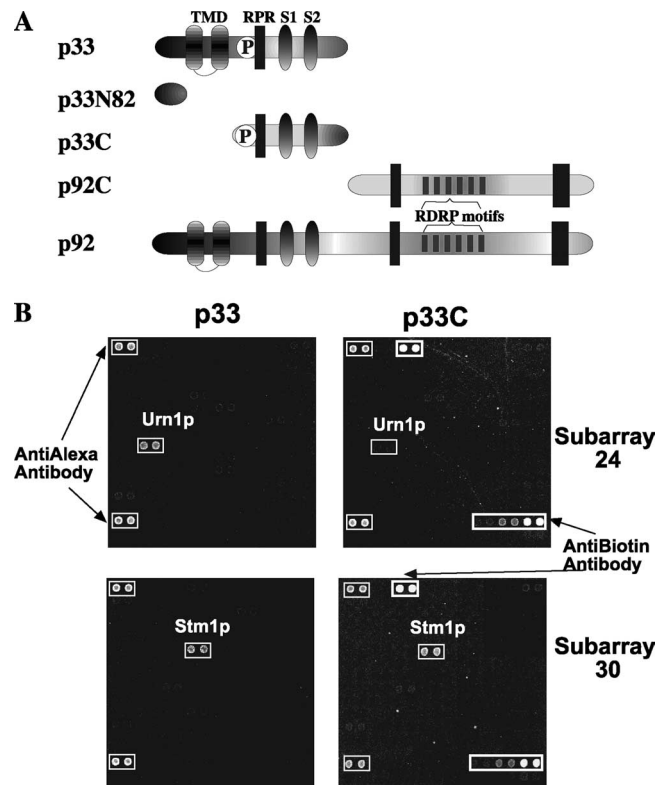 A
TMD RPR S1 S2
p33
P
p33N82
p33C
P
p92C
RDRP motifs
p92
B
p33 p33C
Urn1p
Urn1p
AntiAlexa
Antibody
Subarray
24
AntiBiotin
Antibody
Stm1p
Stm1p
Subarray
30